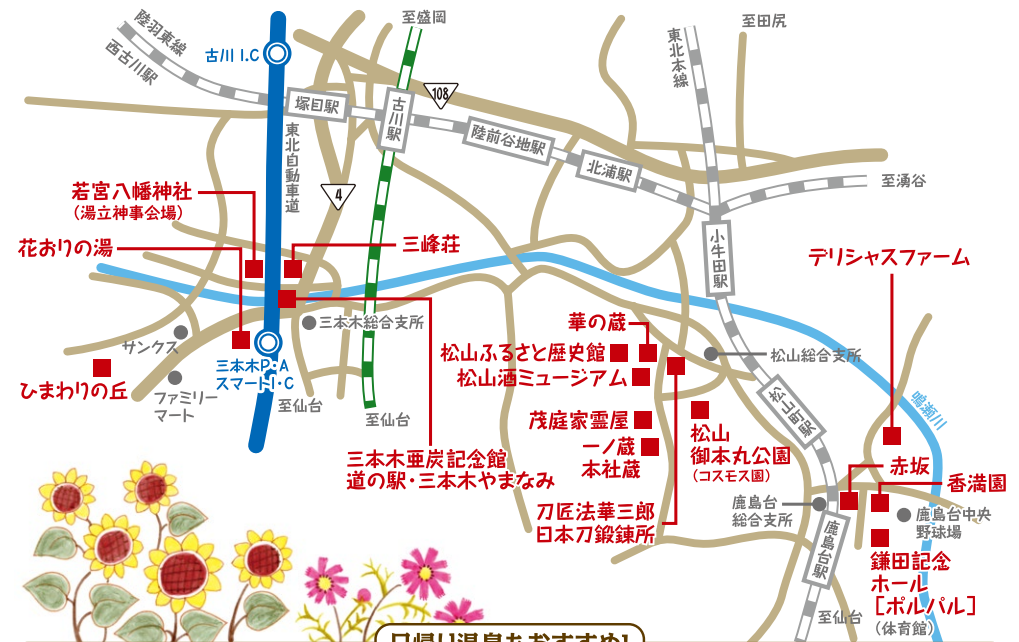 陸羽東線
西古川駅
古川 I.C
至盛岡
至田尻
東北本線
108
塚目駅
古川駅
陸前谷地駅
北浦駅
至涌谷
東北自動車道
4
若宮八幡神社
(湯立神事会場)
花おりの湯
三峰荘
小牛田駅
デリシャスファーム
サンクス
三本木総合支所
三本木P・A
スマートI・C
ひまわりの丘
ファミリー
マート
至仙台
至仙台
華の蔵
松山ふるさと歴史館
松山酒ミュージアム
松山総合支所
松山町駅
鳴瀬川
茂庭家霊屋
一ノ蔵
本社蔵
松山
御本丸公園
(コスモス園)
三本木亜炭記念館
道の駅・三本木やまなみ
刀匠法華三郎
日本刀鍛錬所
赤坂
香満園
鹿島台
総合支所
鹿島台中央
野球場
鹿島台駅
鎌田記念
ホール
[ポルパル]
(体育館)
至仙台
日帰り温泉もおすすめ!